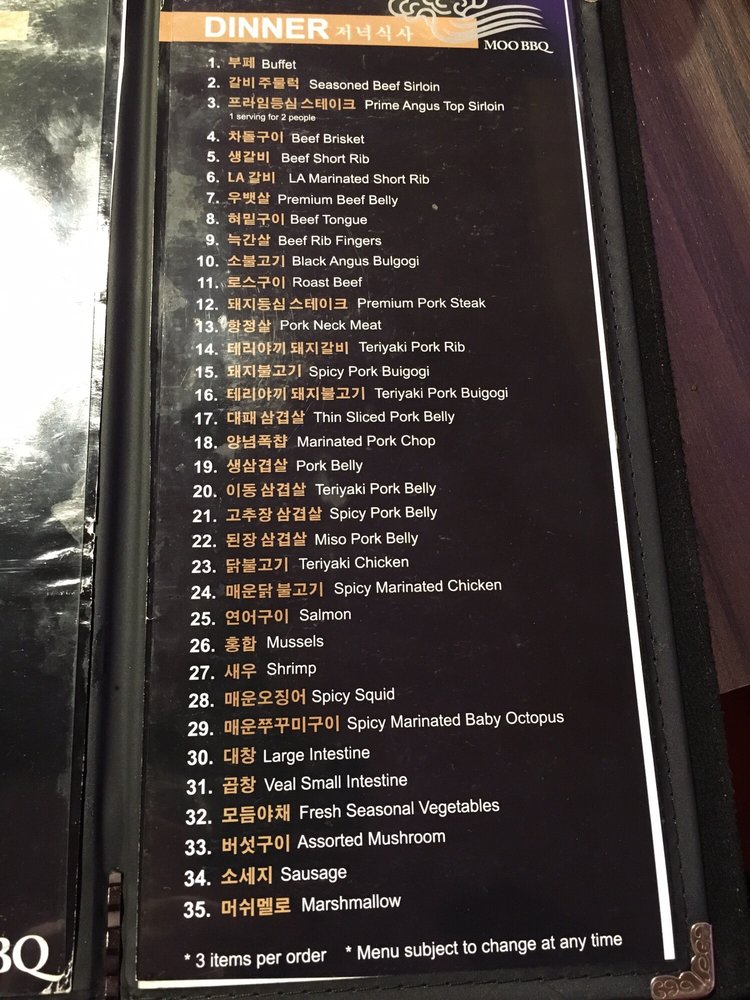 DINNER 저녁식사
MOO BBQ
1. 부페 Buffet
2. 갈비 주물럭 Seasoned Beef Sirloin
3. 프라임등심 스테이크 Prime Angus Top Sirloin
1 serving for 2 people
4. 차돌구이 Beef Brisket
5. 생갈비 Beef Short Rib
6. LA 갈비 LA Marinated Short Rib
7. 우뱃살 Premium Beef Belly
8. 혀밑구이 Beef Tongue
9. 늑간살 Beef Rib Fingers
10. 소불고기 Black Angus Bulgogi
11. 로스구이 Roast Beef
12. 돼지등심 스테이크 Premium Pork Steak
13. 항정살 Pork Neck Meat
14. 테리야끼 돼지갈비 Teriyaki Pork Rib
15. 돼지불고기 Spicy Pork Buigogi
16. 테리야끼 돼지불고기 Teriyaki Pork Buigogi
17. 대패 삼겹살 Thin Sliced Pork Belly
18. 양념폭찹 Marinated Pork Chop
19. 생삼겹살 Pork Belly
20. 이동 삼겹살 Teriyaki Pork Belly
21. 고추장 삼겹살 Spicy Pork Belly
22. 된장 삼겹살 Miso Pork Belly
23. 닭불고기 Teriyaki Chicken
24. 매운닭 불고기 Spicy Marinated Chicken
25. 연어구이 Salmon
26. 홍합 Mussels
27. 새우 Shrimp
28. 매운오징어 Spicy Squid
29. 매운쭈꾸미구이 Spicy Marinated Baby Octopus
30. 대창 Large Intestine
31. 곱창 Veal Small Intestine
32. 모듬야채 Fresh Seasonal Vegetables
33. 버섯구이 Assorted Mushroom
34. 소세지 Sausage
35. 머쉬멜로 Marshmallow
* 3 items per order * Menu subject to change at any time
BQ